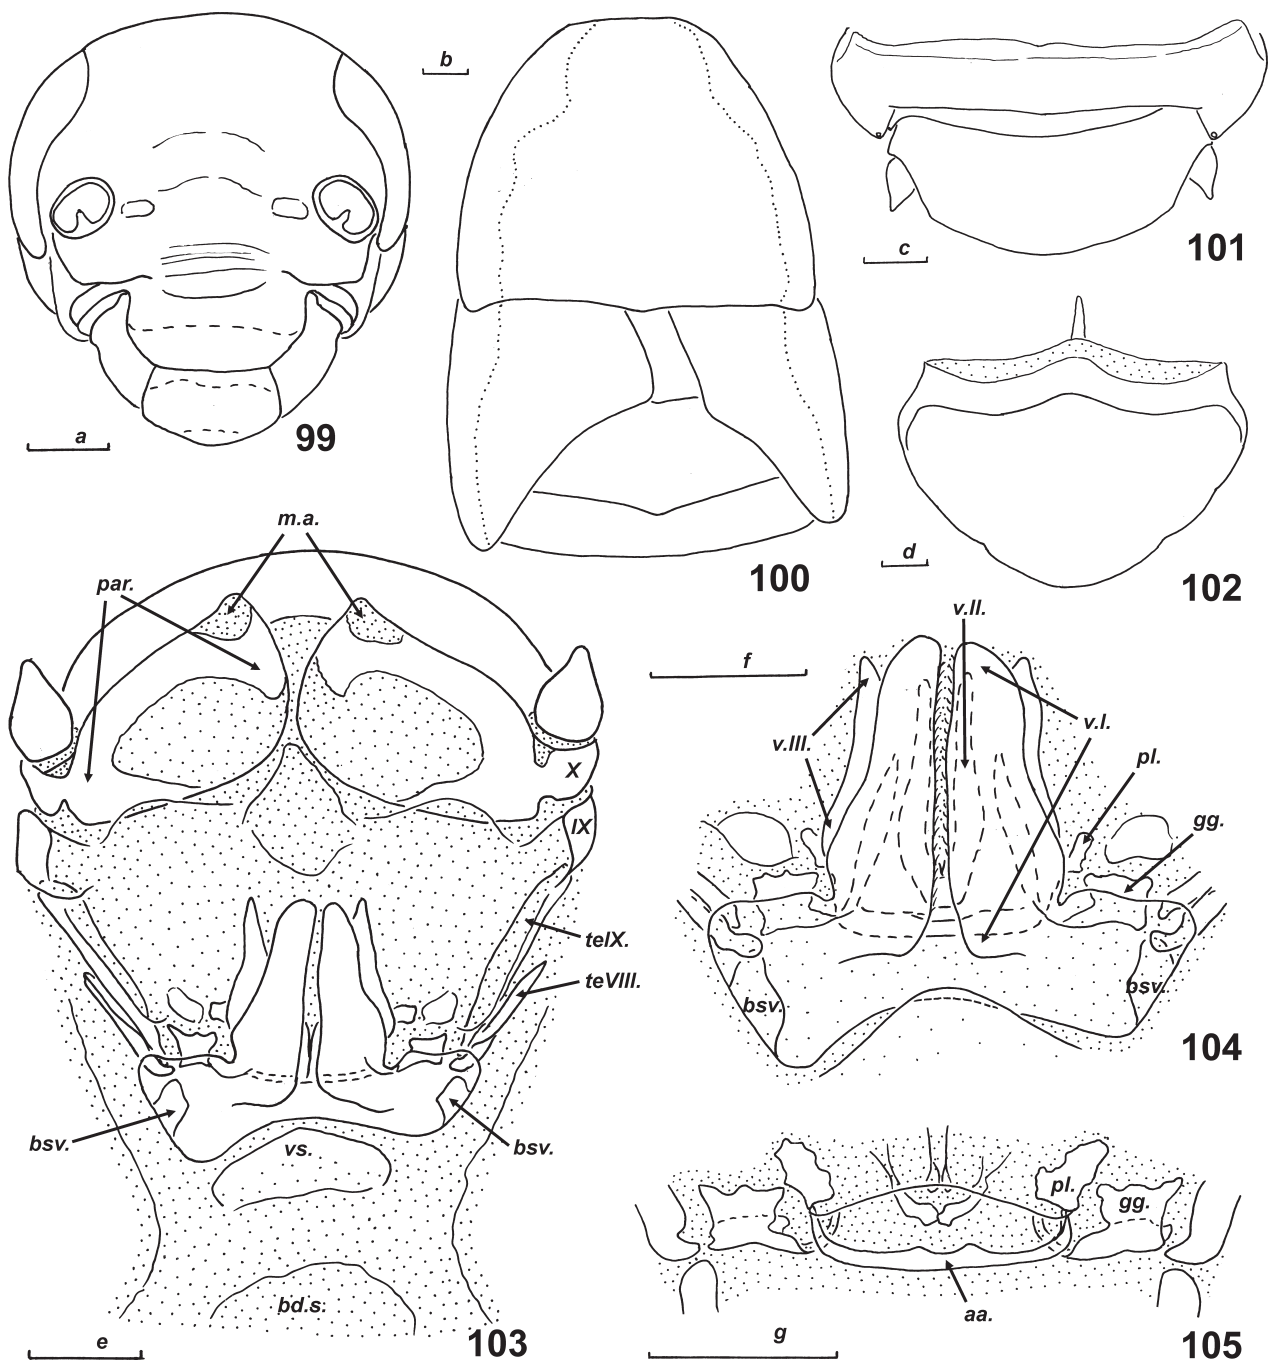 b
101
c
a
99
102
d
100
m.a.
par.
X
IX
teIX.
teVIII.
bsv.
bsv.
vs.
bd.s.
e
103
f
v.II.
v.III.
v.I.
pl.
gg.
bsv.
bsv.
104
pl.
gg.
aa.
g
105